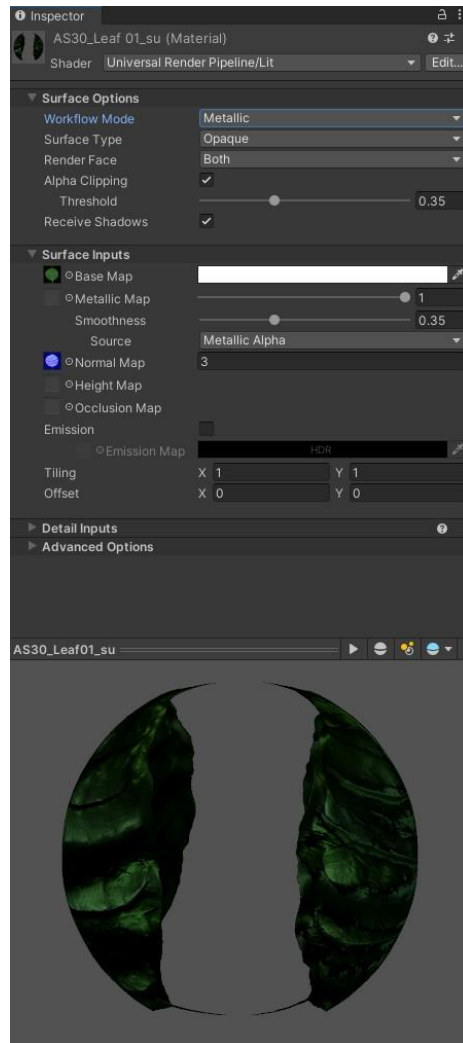 Inspector
AS30_Leaf 01_su (Material)
Shader Universal Render Pipeline/Lit Edit...
Surface Options
Workflow Mode Metallic
Surface Type Opaque
Render Face Both
Alpha Clipping
Threshold 0.35
Receive Shadows
Surface Inputs
Base Map
Metallic Map 1
Smoothness 0.35
Source Metallic Alpha
Normal Map 3
Height Map
Occlusion Map
Emission
Emission Map HDR
Tiling X 1 Y 1
Offset X 0 Y 0
Detail Inputs
Advanced Options
AS30_Leaf01_su